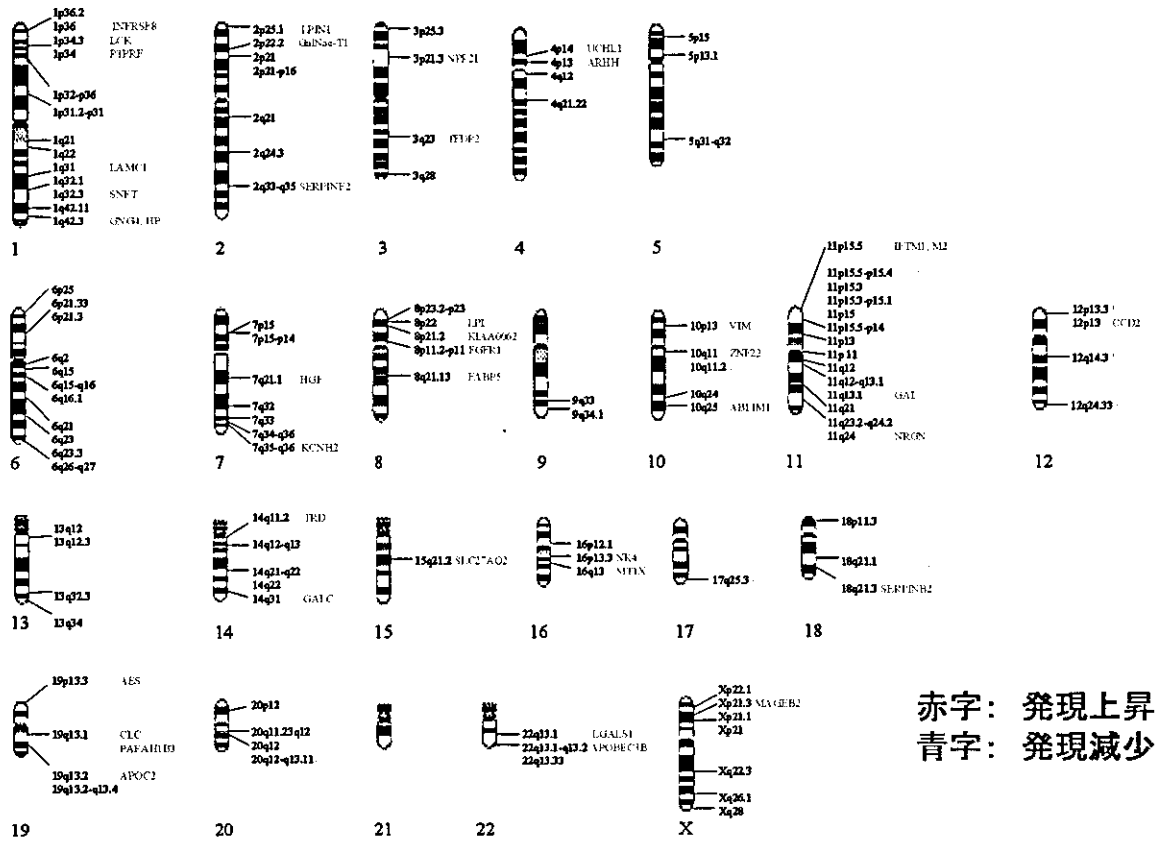 1p36.2
1p36
1p34.3 LCK
1p34
1p32-p36
1p31.2-p31
1q21
1q22
1q31 LAMC1
1q32.1
1q32.3 SNFT
1q42.11
1q42.3
1
2p25.1 LPIN1
2p22.2 GalNac-T1
2p21
2p21-p16
2q21
2q24.3
2q33-q35
2
3p25.3
3p21.3
3q23
3q28
3
4p14 UCHL1
4p13 ARHH
4q12
4q21.22
4
5p15
5p13.1
5q31-q32
5
6p25
6p21.33
6p21.3
6q2
6q15
6q15-q16
6q16.1
6q21
6q23
6q23.3
6q26-q27
6
7p15
7p15-p14
7q21.1 HGF
7q32
7q33
7q34-q36
7q35-q36 KCNH2
7
8p23.2-p23
8p22
8p21.2 KIAA0962
8p11.2-p11 FGFR1
8q21.13 FABP5
8
9q33
9q34.1
9
10p13 VIM
10q11 ZNF22
10q11.2
10q24
10q25 ABLIM1
10
11p15.5
11p15.5-p15.4
11p15.3
11p15.3-p15.1
11p15
11p15.5-p14
11p13
11p11
11q12
11q12-q13.1
11q13.1 GAL
11q21
11q23.2-q24.2
11q24
11
12p13.3
12p13
12q14.3
12q24.33
12
13q12
13q12.3
13q32.3
13q34
13
14q11.2 TRD
14q12-q13
14q21-q22
14q22
14q31 GALC
14
15q21.2
15
16p12.1
16p13.3 NK4
16q13
16
17q25.3
17
18p11.3
18q21.1
18q21.3 SERPINB2
18
19p13.3 AES
19q13.1 CLC
PAFAH1B3
19q13.2 APOC2
19q13.2-q13.4
19
20p12
20q11.23q12
20q12
20q12-q13.11
20
21
22q13.1 LGALS1
22q13.1-q13.2 APOBEC3B
22q13.33
22
Xp22.1
Xp21.3 MAGEB2
Xp21.1
Xp21
Xq22.3
Xq26.1
Xq28
X
赤字: 発現上昇
青字: 発現減少